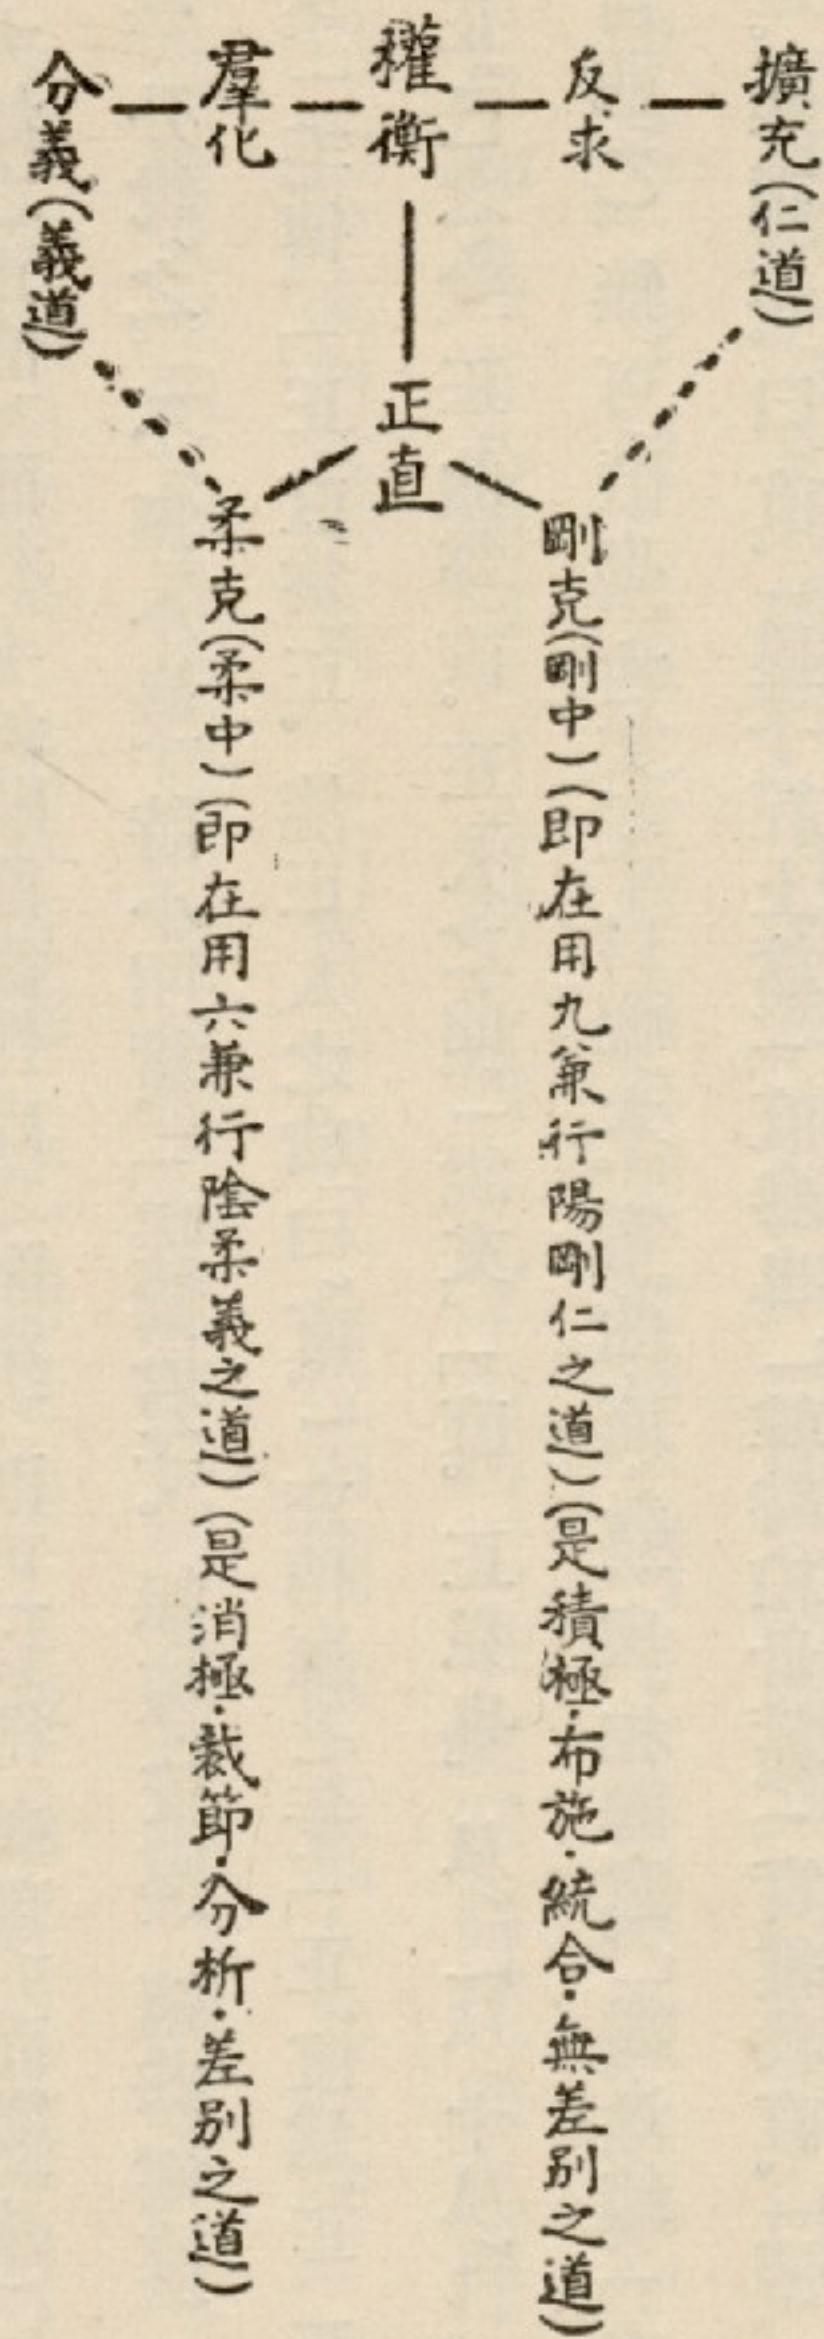 擴充(仁道)
反求
權衡
羣化
分義(義道)
正直
剛克(剛中)(即在用九兼行陽剛仁之道)(是積極·布施·統合·無差別之道)
柔克(柔中)(即在用六兼行陰柔義之道)(是消極·裁節·分析·差別之道)